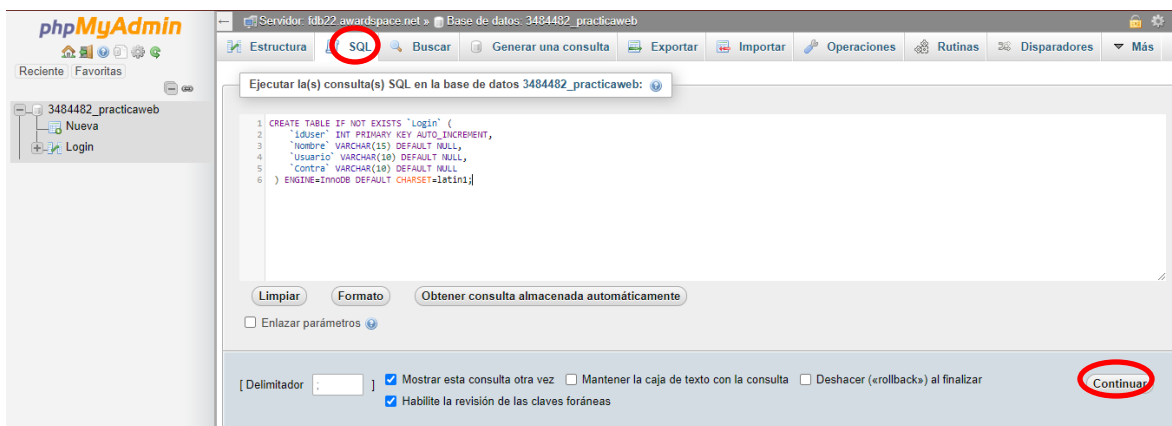 phpMyAdmin
Reciente Favoritas
3484482_practicaweb
Nueva
Login
Servidor: fdb22.awardspace.net » Base de datos: 3484482_practicaweb
Estructura SQL Buscar Generar una consulta Exportar Importar Operaciones Rutinas Disparadores Más
Ejecutar la(s) consulta(s) SQL en la base de datos 3484482_practicaweb:
1 CREATE TABLE IF NOT EXISTS `Login` (
2 `idUser` INT PRIMARY KEY AUTO_INCREMENT,
3 `Nombre` VARCHAR(15) DEFAULT NULL,
4 `Usuario` VARCHAR(10) DEFAULT NULL,
5 `Contra` VARCHAR(10) DEFAULT NULL
6 ) ENGINE=InnoDB DEFAULT CHARSET=latin1;
Limpiar Formato Obtener consulta almacenada automáticamente
Enlazar parámetros
[ Delimitador ; ] Mostrar esta consulta otra vez Mantener la caja de texto con la consulta Deshacer («rollback») al finalizar
Habilite la revisión de las claves foráneas
Continuar